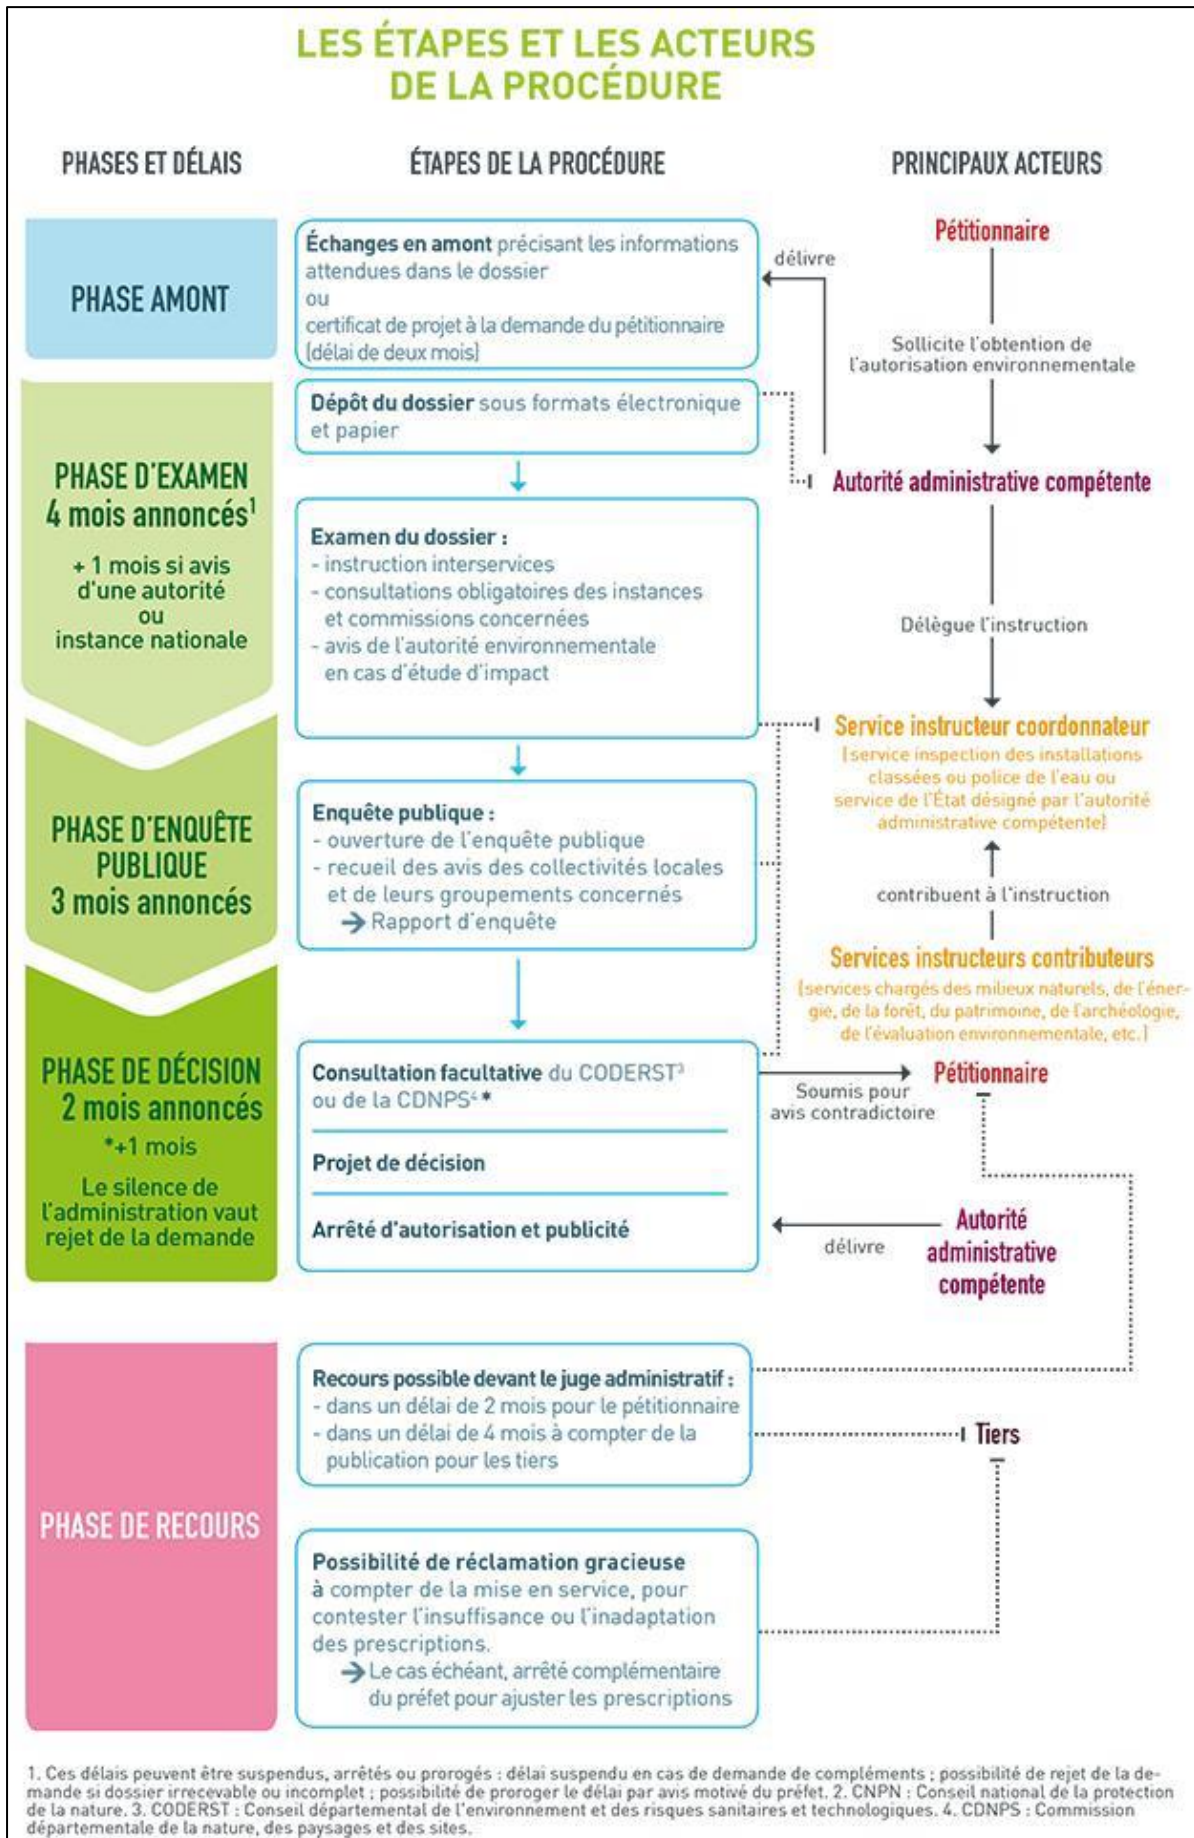 LES ÉTAPES ET LES ACTEURS
DE LA PROCÉDURE
PHASES ET DÉLAIS
ÉTAPES DE LA PROCÉDURE
PRINCIPAUX ACTEURS
PHASE AMONT
Échanges en amont précisant les informations
attendues dans le dossier
ou
certificat de projet à la demande du pétitionnaire
(délai de deux mois)
délivre
Pétitionnaire
Sollicite l'obtention de
l'autorisation environnementale
PHASE D'EXAMEN
4 mois annoncés¹
+ 1 mois si avis
d'une autorité
ou
instance nationale
Dépôt du dossier sous formats électronique
et papier
Autorité administrative compétente
Examen du dossier :
- instruction interservices
- consultations obligatoires des instances
et commissions concernées
- avis de l'autorité environnementale
en cas d'étude d'impact
Délègue l'instruction
Service instructeur coordonnateur
(service inspection des installations
classées ou police de l'eau ou
service de l'État désigné par l'autorité
administrative compétente)
PHASE D'ENQUÊTE
PUBLIQUE
3 mois annoncés
Enquête publique :
- ouverture de l'enquête publique
- recueil des avis des collectivités locales
et de leurs groupements concernés
→ Rapport d'enquête
contribuent à l'instruction
Services instructeurs contributeurs
(services chargés des milieux naturels, de l'éner-
gie, de la forêt, du patrimoine, de l'archéologie,
de l'évaluation environnementale, etc.)
PHASE DE DÉCISION
2 mois annoncés
*+1 mois
Le silence de
l'administration vaut
rejet de la demande
Consultation facultative du CODERST³
ou de la CDNPS⁴ *
Projet de décision
Arrêté d'autorisation et publicité
Soumis pour
avis contradictoire
Pétitionnaire
délivre
Autorité
administrative
compétente
PHASE DE RECOURS
Recours possible devant le juge administratif :
- dans un délai de 2 mois pour le pétitionnaire
- dans un délai de 4 mois à compter de la
publication pour les tiers
Tiers
Possibilité de réclamation gracieuse
à compter de la mise en service, pour
contester l'insuffisance ou l'inadaptation
des prescriptions.
→ Le cas échéant, arrêté complémentaire
du préfet pour ajuster les prescriptions
1. Ces délais peuvent être suspendus, arrêtés ou prorogés : délai suspendu en cas de demande de compléments ; possibilité de rejet de la de-
mande si dossier irrecevable ou incomplet ; possibilité de proroger le délai par avis motivé du préfet. 2. CNPN : Conseil national de la protection
de la nature. 3. CODERST : Conseil départemental de l'environnement et des risques sanitaires et technologiques. 4. CDNPS : Commission
départementale de la nature, des paysages et des sites.